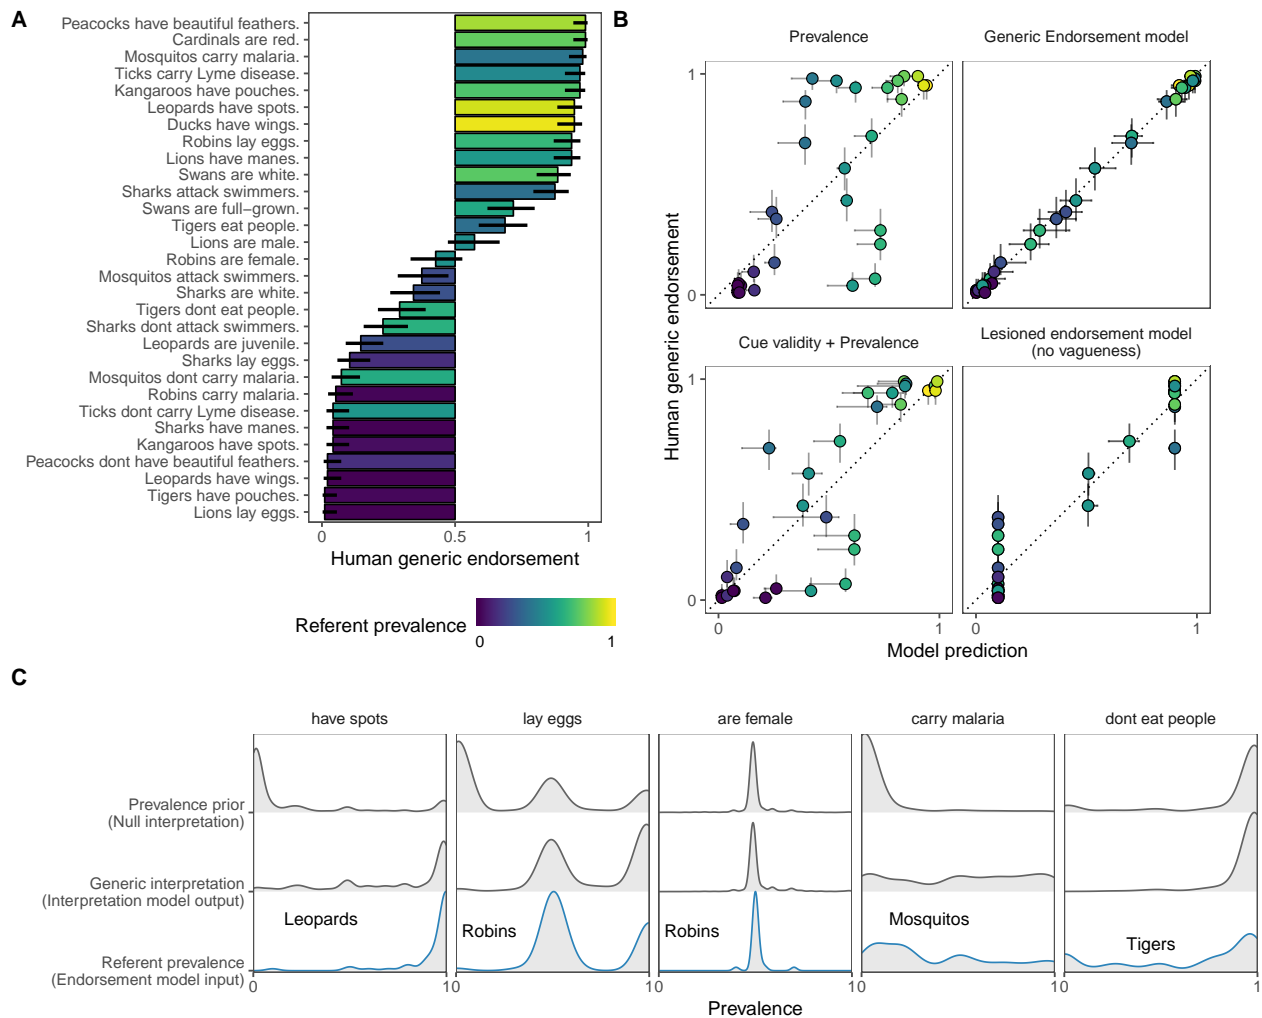 A
Peacocks have beautiful feathers.
Cardinals are red.
Mosquitos carry malaria.
Ticks carry Lyme disease.
Kangaroos have pouches.
Leopards have spots.
Ducks have wings.
Robins lay eggs.
Lions have manes.
Swans are white.
Sharks attack swimmers.
Swans are full−grown.
Tigers eat people.
Lions are male.
Robins are female.
Mosquitos attack swimmers.
Sharks are white.
Tigers dont eat people.
Sharks dont attack swimmers.
Leopards are juvenile.
Sharks lay eggs.
Mosquitos dont carry malaria.
Robins carry malaria.
Ticks dont carry Lyme disease.
Sharks have manes.
Kangaroos have spots.
Peacocks dont have beautiful feathers.
Leopards have wings.
Tigers have pouches.
Lions lay eggs.
0 0.5 1
Human generic endorsement
Referent prevalence
0 1
B
Prevalence
Generic Endorsement model
1
0
Cue validity + Prevalence
Lesioned endorsement model
(no vagueness)
1
0
0 1 0 1
Human generic endorsement
Model prediction
C
have spots
lay eggs
are female
carry malaria
dont eat people
Prevalence prior
(Null interpretation)
Generic interpretation
(Interpretation model output)
Referent prevalence
(Endorsement model input)
Leopards
Robins
Robins
Mosquitos
Tigers
0 10 10 10 10 1
Prevalence